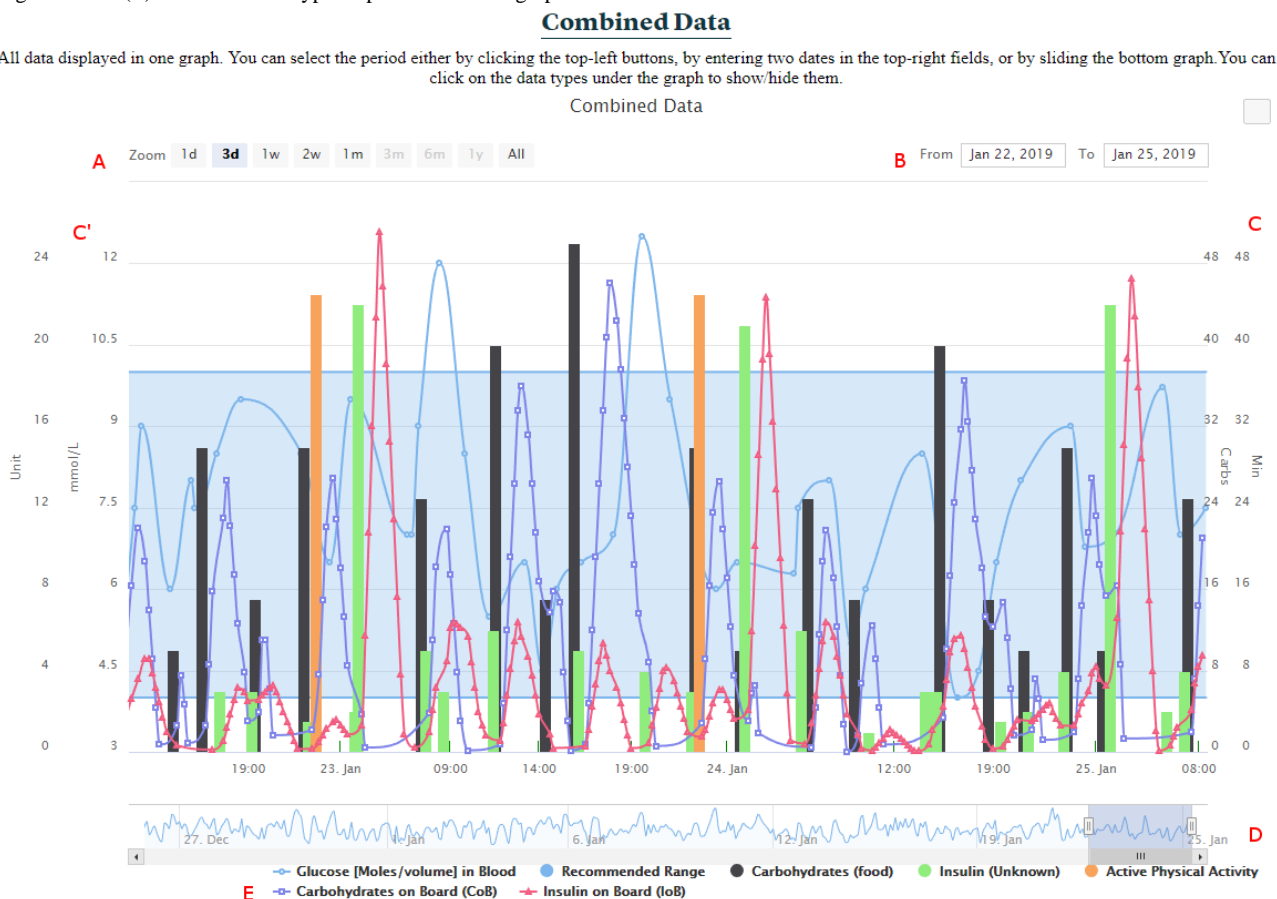 Combined Data
All data displayed in one graph. You can select the period either by clicking the top-left buttons, by entering two dates in the top-right fields, or by sliding the bottom graph.You can
click on the data types under the graph to show/hide them.
Combined Data
A Zoom 1d 3d 1w 2w 1m 3m 6m 1y All B From Jan 22, 2019 To Jan 25, 2019
C' C
24 12 48 48
20 10.5 40 40
16 9 32 32
Unit mmol/L Carbs Min
12 7.5 24 24
8 6 16 16
4 4.5 8 8
0 3 0 0
19:00 23. Jan 09:00 14:00 19:00 24. Jan 12:00 19:00 25. Jan 08:00
27. Dec 1. Jan 6. Jan 12. Jan 19. Jan 25. Jan D
Glucose [Moles/volume] in Blood Recommended Range Carbohydrates (food) Insulin (Unknown) Active Physical Activity
E Carbohydrates on Board (CoB) Insulin on Board (IoB)